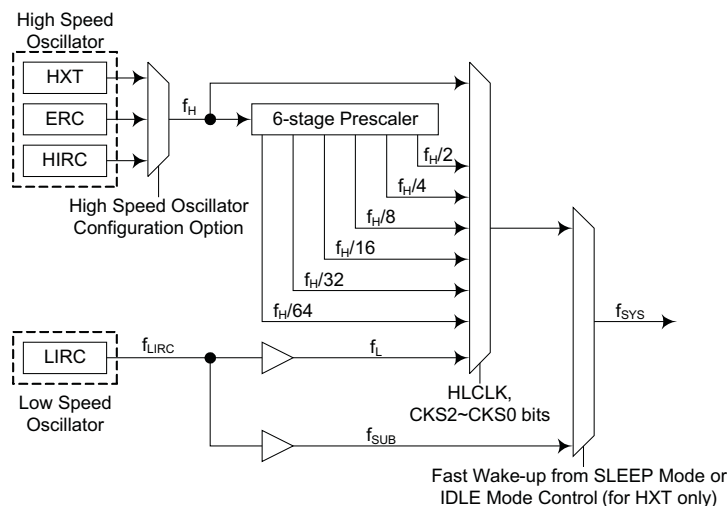 High Speed
Oscillator
HXT
ERC
HIRC
fH
6-stage Prescaler
fH/2
fH/4
fH/8
fH/16
fH/32
fH/64
High Speed Oscillator
Configuration Option
LIRC
fLIRC
fL
Low Speed
Oscillator
HLCLK,
CKS2~CKS0 bits
fSUB
fSYS
Fast Wake-up from SLEEP Mode or
IDLE Mode Control (for HXT only)